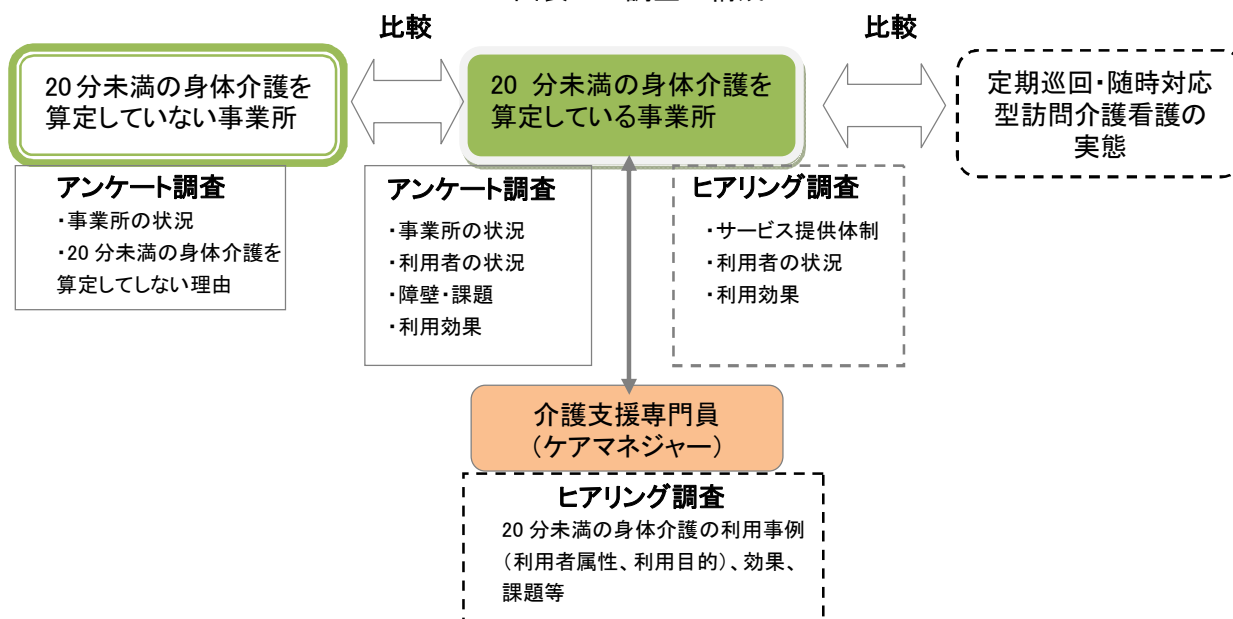 比較
比較
20分未満の身体介護を
算定していない事業所
20 分未満の身体介護を
算定している事業所
定期巡回・随時対応
型訪問介護看護の
実態
アンケート調査
・事業所の状況
・20分未満の身体介護を
算定してしない理由
アンケート調査
・事業所の状況
・利用者の状況
・障壁・課題
・利用効果
ヒアリング調査
・サービス提供体制
・利用者の状況
・利用効果
介護支援専門員
(ケアマネジャー)
ヒアリング調査
20分未満の身体介護の利用事例
(利用者属性、利用目的)、効果、
課題等